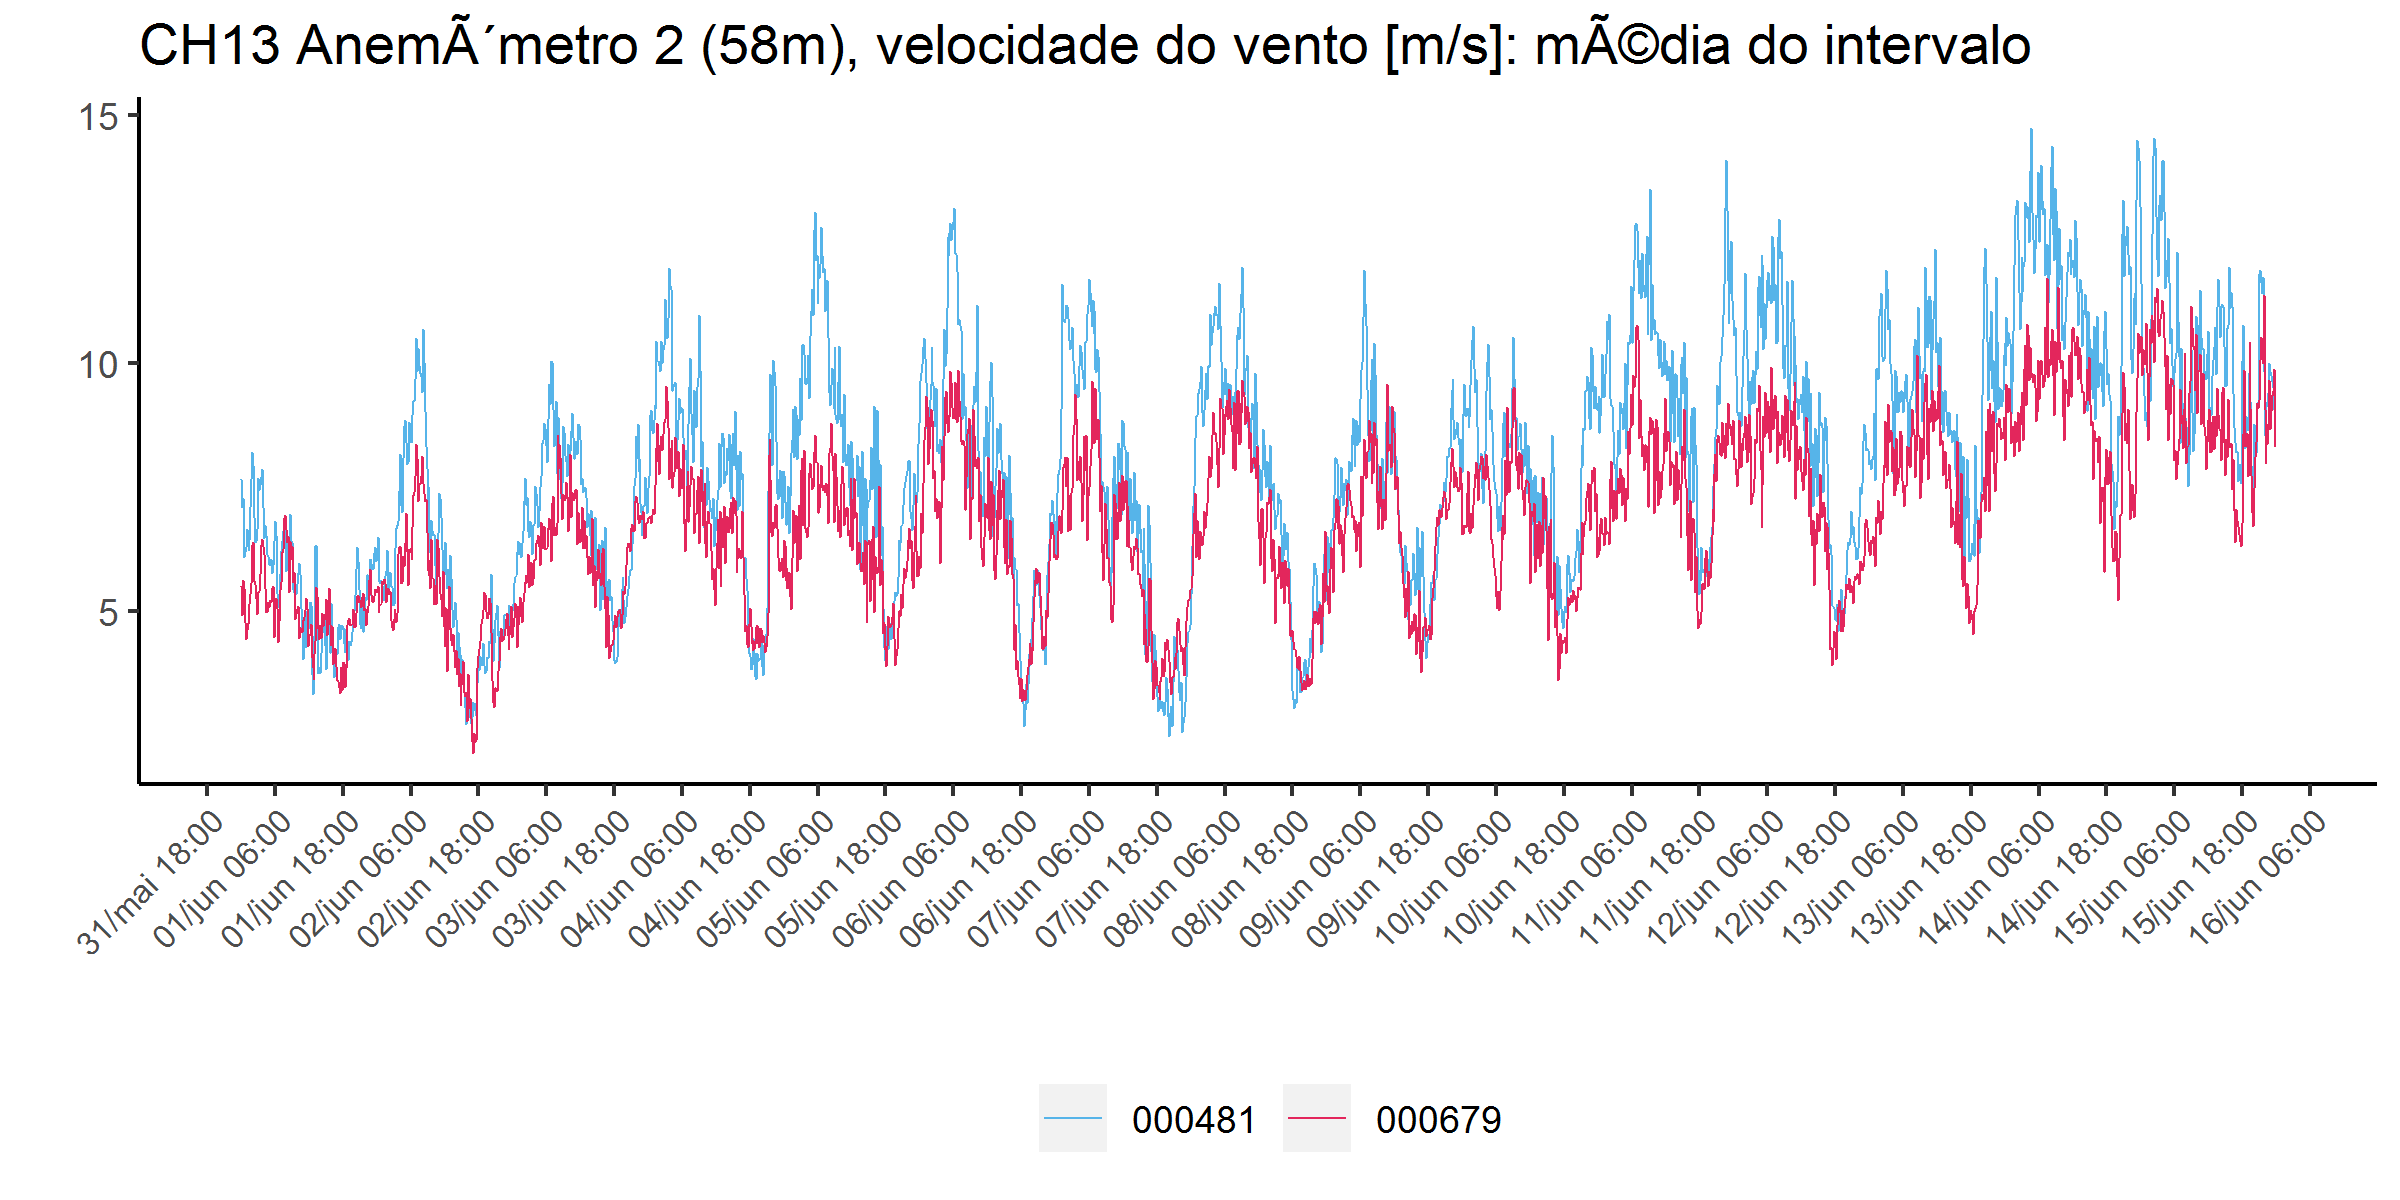 CH13 AnemÃ´metro 2 (58m), velocidade do vento [m/s]: mÃ©dia do intervalo
15
10
5
31/mai 18:00
01/jun 06:00
01/jun 18:00
02/jun 06:00
02/jun 18:00
03/jun 06:00
03/jun 18:00
04/jun 06:00
04/jun 18:00
05/jun 06:00
05/jun 18:00
06/jun 06:00
06/jun 18:00
07/jun 06:00
07/jun 18:00
08/jun 06:00
08/jun 18:00
09/jun 06:00
09/jun 18:00
10/jun 06:00
10/jun 18:00
11/jun 06:00
11/jun 18:00
12/jun 06:00
12/jun 18:00
13/jun 06:00
13/jun 18:00
14/jun 06:00
14/jun 18:00
15/jun 06:00
15/jun 18:00
16/jun 06:00
000481
000679